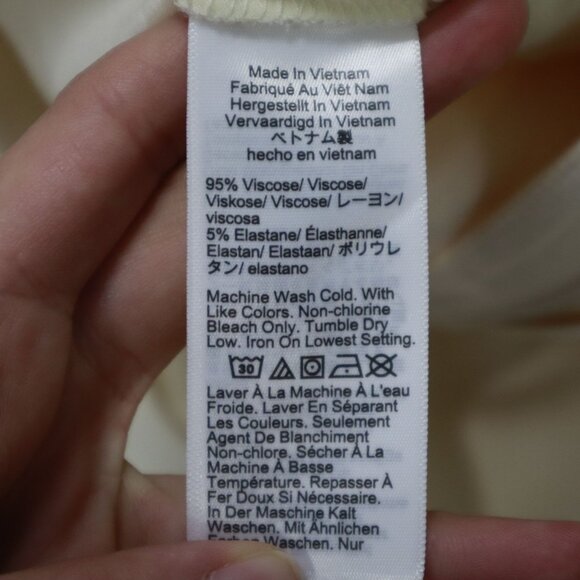 Made In Vietnam
Fabriqué Au Viêt Nam
Hergestellt In Vietnam
Vervaardigd In Vietnam
ベトナム製
hecho en vietnam
95% Viscose/ Viscose/
Viskose/ Viscose/ レーヨン/
viscosa
5% Elastane/ Élasthanne/
Elastan/ Elastaan/ ポリウレ
タン/ elastano
Machine Wash Cold. With
Like Colors. Non-chlorine
Bleach Only. Tumble Dry
Low. Iron On Lowest Setting.
30
Laver À La Machine À L'eau
Froide. Laver En Séparant
Les Couleurs. Seulement
Agent De Blanchiment
Non-chlore. Sécher À La
Machine À Basse
Température. Repasser À
Fer Doux Si Nécessaire.
In Der Maschine Kalt
Waschen. Mit Ähnlichen
Farben Waschen. Nur